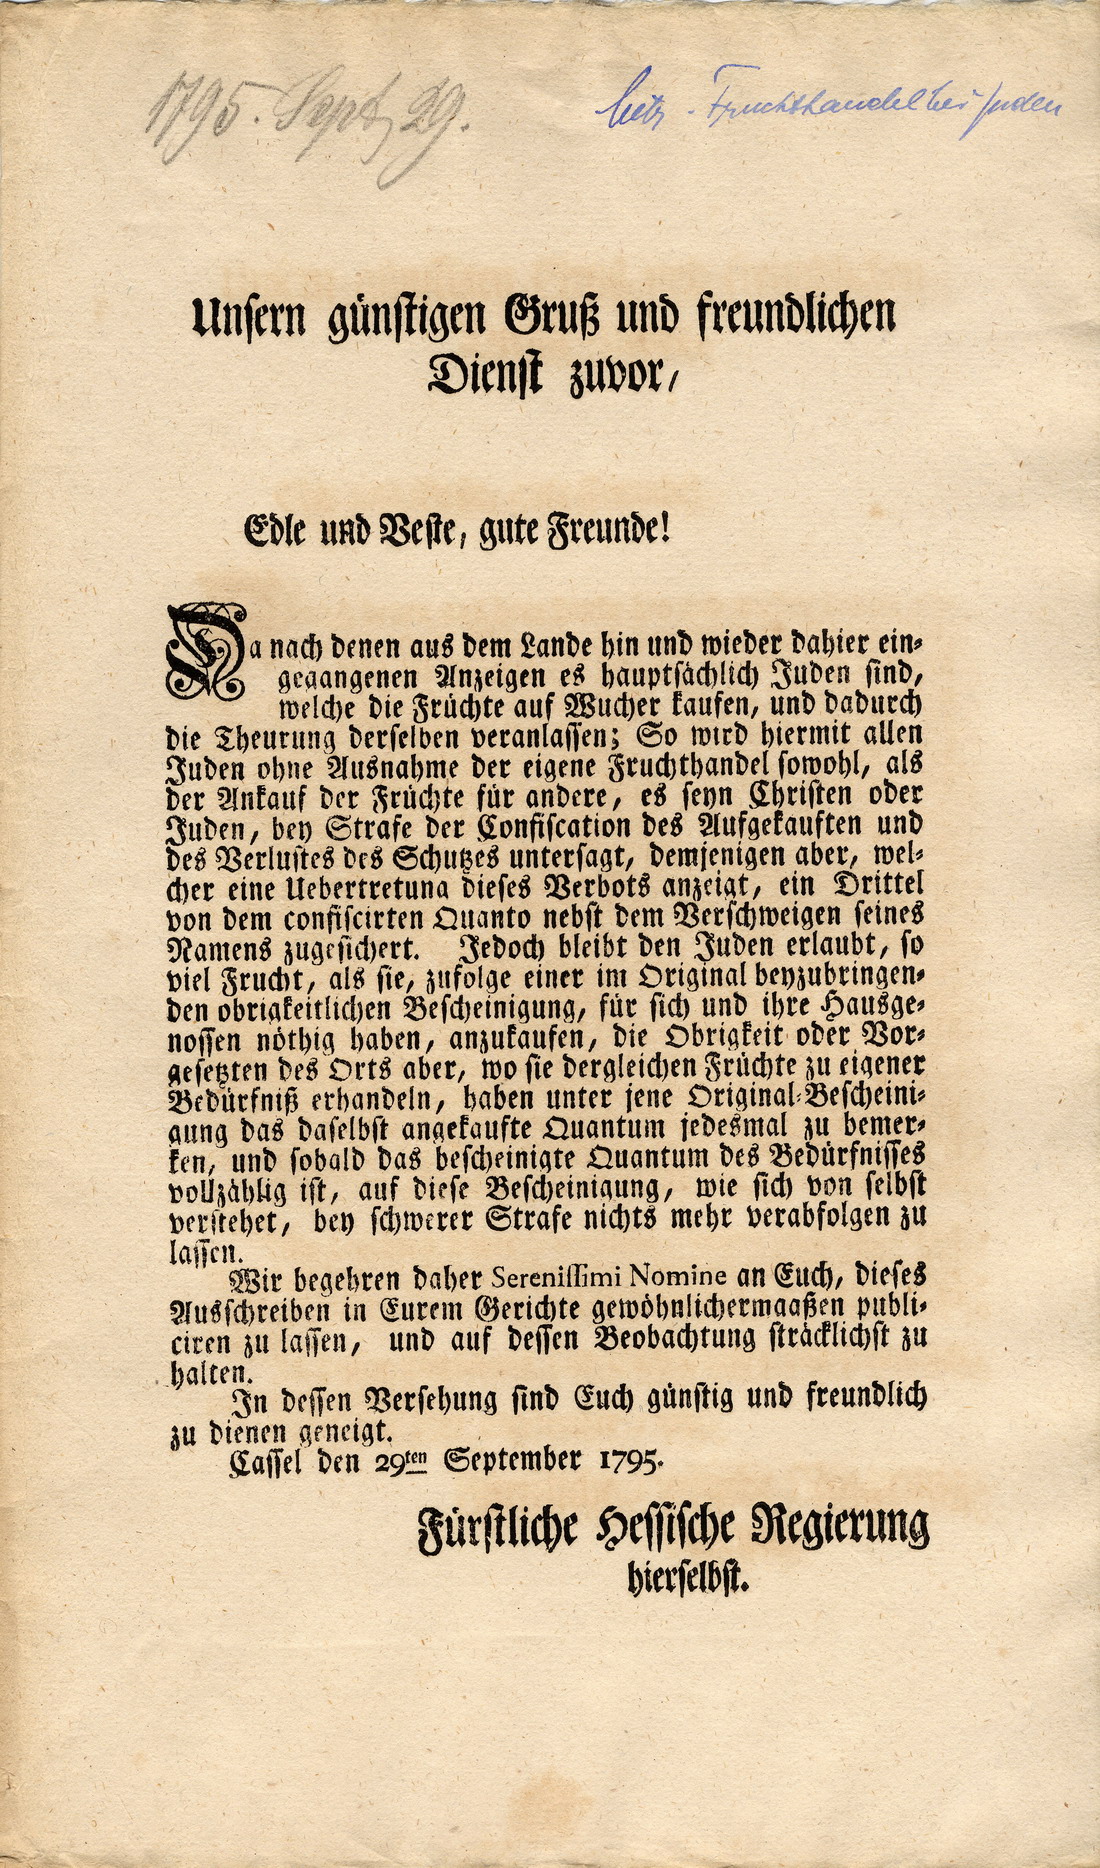 1795. Sept. 29.
Fruchthandel der Juden
Unsern günstigen Gruß und freundlichen
Dienst zuvor,
Edle und Veste, gute Freunde!
Da nach denen aus dem Lande hin und wieder dahier ein-
gegangenen Anzeigen es hauptsächlich Juden sind,
welche die Früchte auf Wucher kaufen, und dadurch
die Theurung derselben veranlassen; So wird hiermit allen
Juden ohne Ausnahme der eigene Fruchthandel sowohl, als
der Ankauf der Früchte für andere, es seyn Christen oder
Juden, bey Strafe der Confiscation des Aufgekauften und
des Verlustes des Schutzes untersagt, demjenigen aber, wel-
cher eine Uebertretung dieses Verbots anzeigt, ein Drittel
von dem confiscirten Quanto nebst dem Verschweigen seines
Namens zugesichert. Jedoch bleibt den Juden erlaubt, so
viel Frucht, als sie, zufolge einer im Original beyzubringen-
den obrigkeitlichen Bescheinigung, für sich und ihre Hausge-
nossen nöthig haben, anzukaufen, die Obrigkeit oder Vor-
gesetzten des Orts aber, wo sie dergleichen Früchte zu eigener
Bedürfniß erhandeln, haben unter jene Original-Bescheini-
gung das daselbst angekaufte Quantum jedesmal zu bemer-
ken, und sobald das bescheinigte Quantum des Bedürfnisses
vollzählig ist, auf diese Bescheinigung, wie sich von selbst
verstehet, bey schwerer Strafe nichts mehr verabfolgen zu
lassen.
Wir begehren daher Serenissimi Nomine an Euch, dieses
Ausschreiben in Eurem Gerichte gewöhnlichermaaßen publi-
ciren zu lassen, und auf dessen Beobachtung sträcklichst zu
halten.
In dessen Versehung sind Euch günstig und freundlich
zu dienen geneigt.
Cassel den 29ten September 1795.
Fürstliche Hessische Regierung
hierselbst.